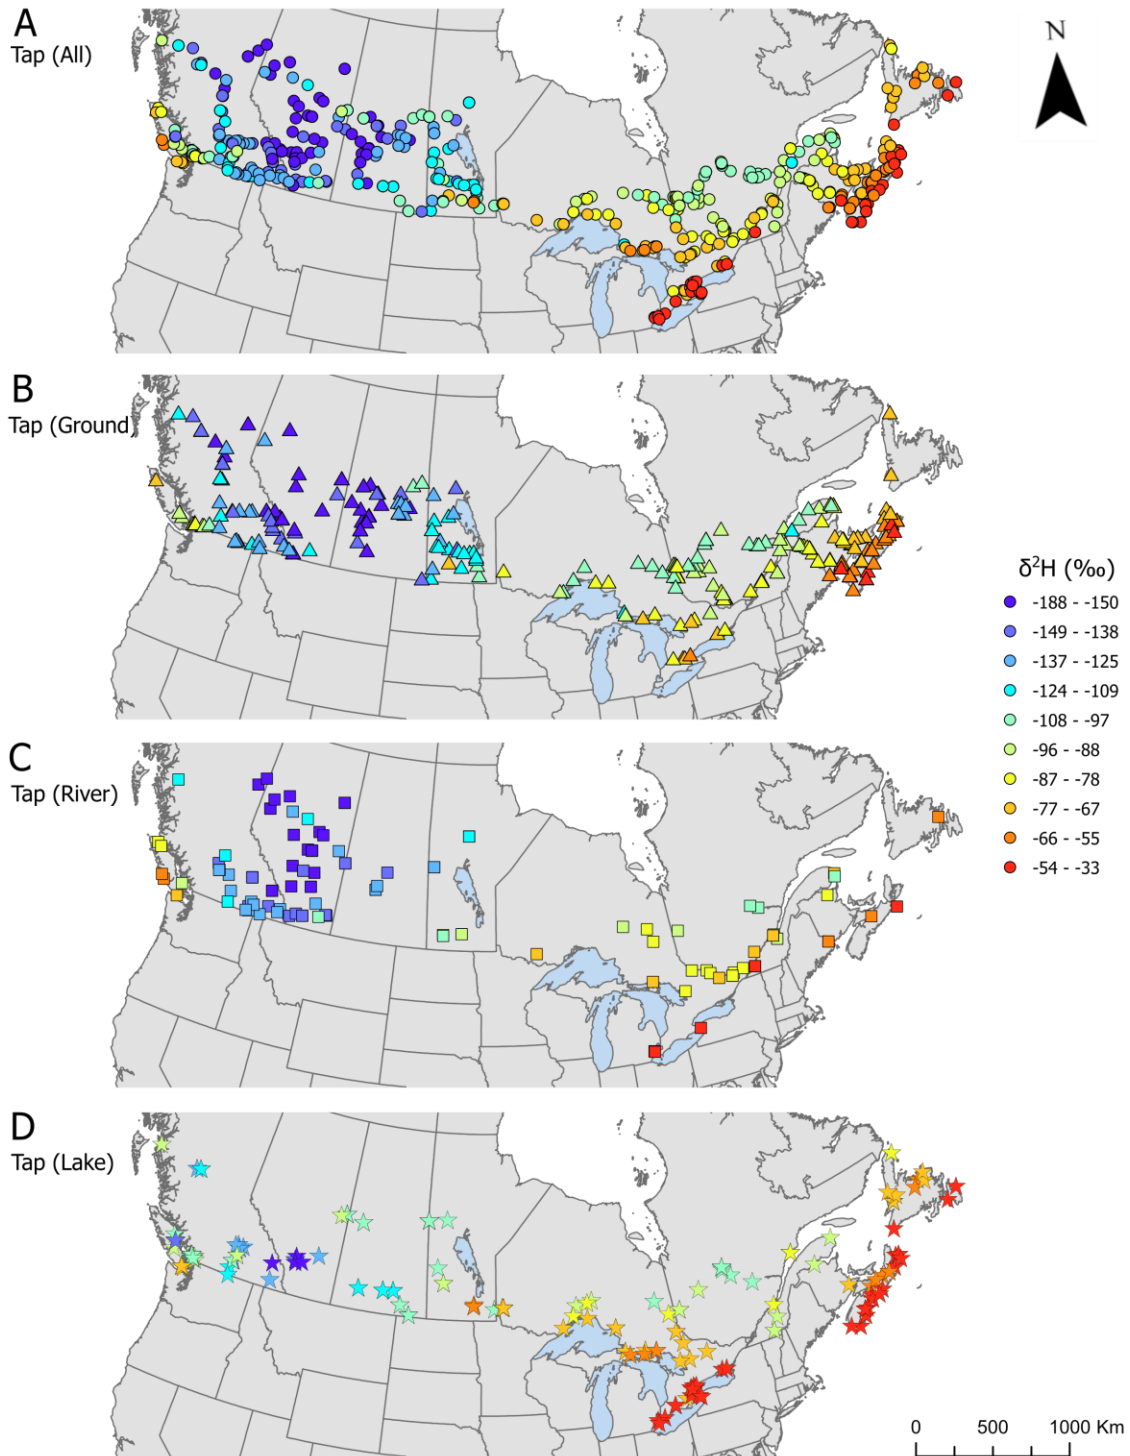 A
Tap (All)
N
B
Tap (Ground)
δ²H (‰)
-188 - -150
-149 - -138
-137 - -125
-124 - -109
-108 - -97
-96 - -88
-87 - -78
-77 - -67
-66 - -55
-54 - -33
C
Tap (River)
D
Tap (Lake)
0 500 1000 Km